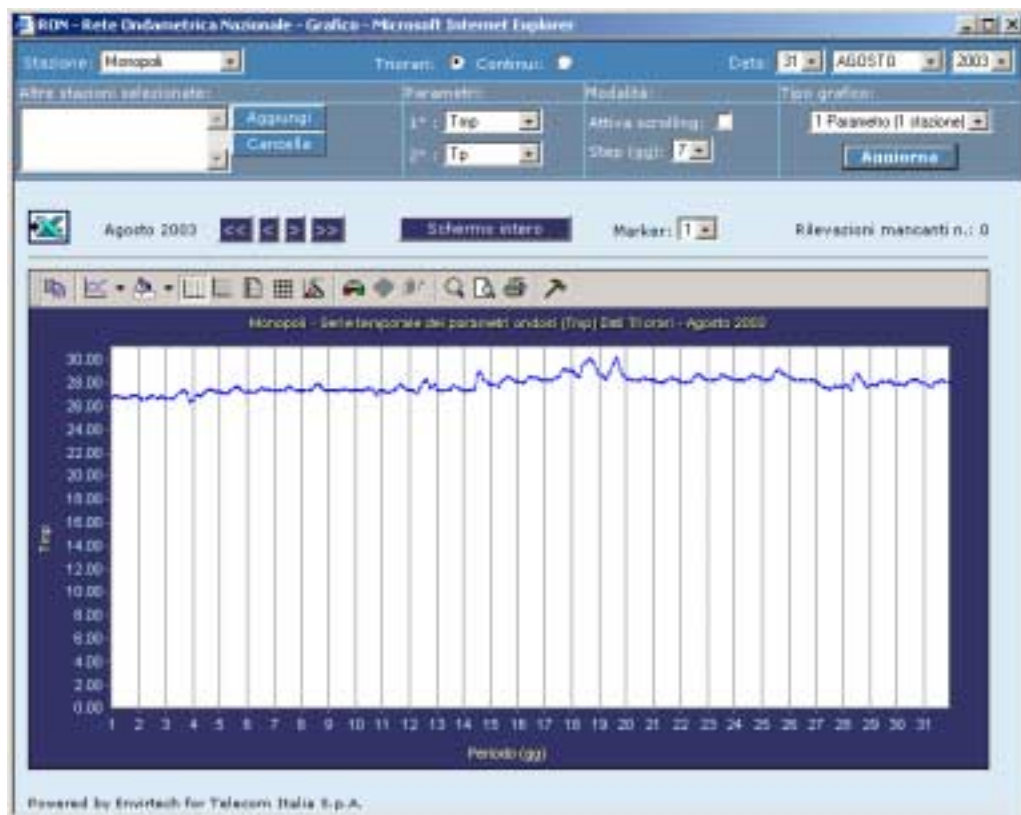 RON - Rete Ondametrica Nazionale - Grafico - Microsoft Internet Explorer
Stazione: Monopoli Triorari: Continui: Data: 31 AGOSTO 2003
Altre stazioni selezionate: Parametri: Modalità: Tipo grafico:
Aggiungi 1° : Tmp Attiva scrolling: 1 Parametro (1 stazione)
Cancella 2° : Tp Step (gg): 7 Aggiorna
Agosto 2003 << < > >> Schermo intero Marker: 1 Rilevazioni mancanti n.: 0
Monopoli - Serie temporale dei parametri ondosi (Tmp) Dati Triorari - Agosto 2003
30.00
28.00
26.00
24.00
22.00
20.00
18.00
16.00
Tmp
14.00
12.00
10.00
8.00
6.00
4.00
2.00
0.00
1 2 3 4 5 6 7 8 9 10 11 12 13 14 15 16 17 18 19 20 21 22 23 24 25 26 27 28 29 30 31
Periodo (gg)
Powered by Envirtech for Telecom Italia S.p.A.